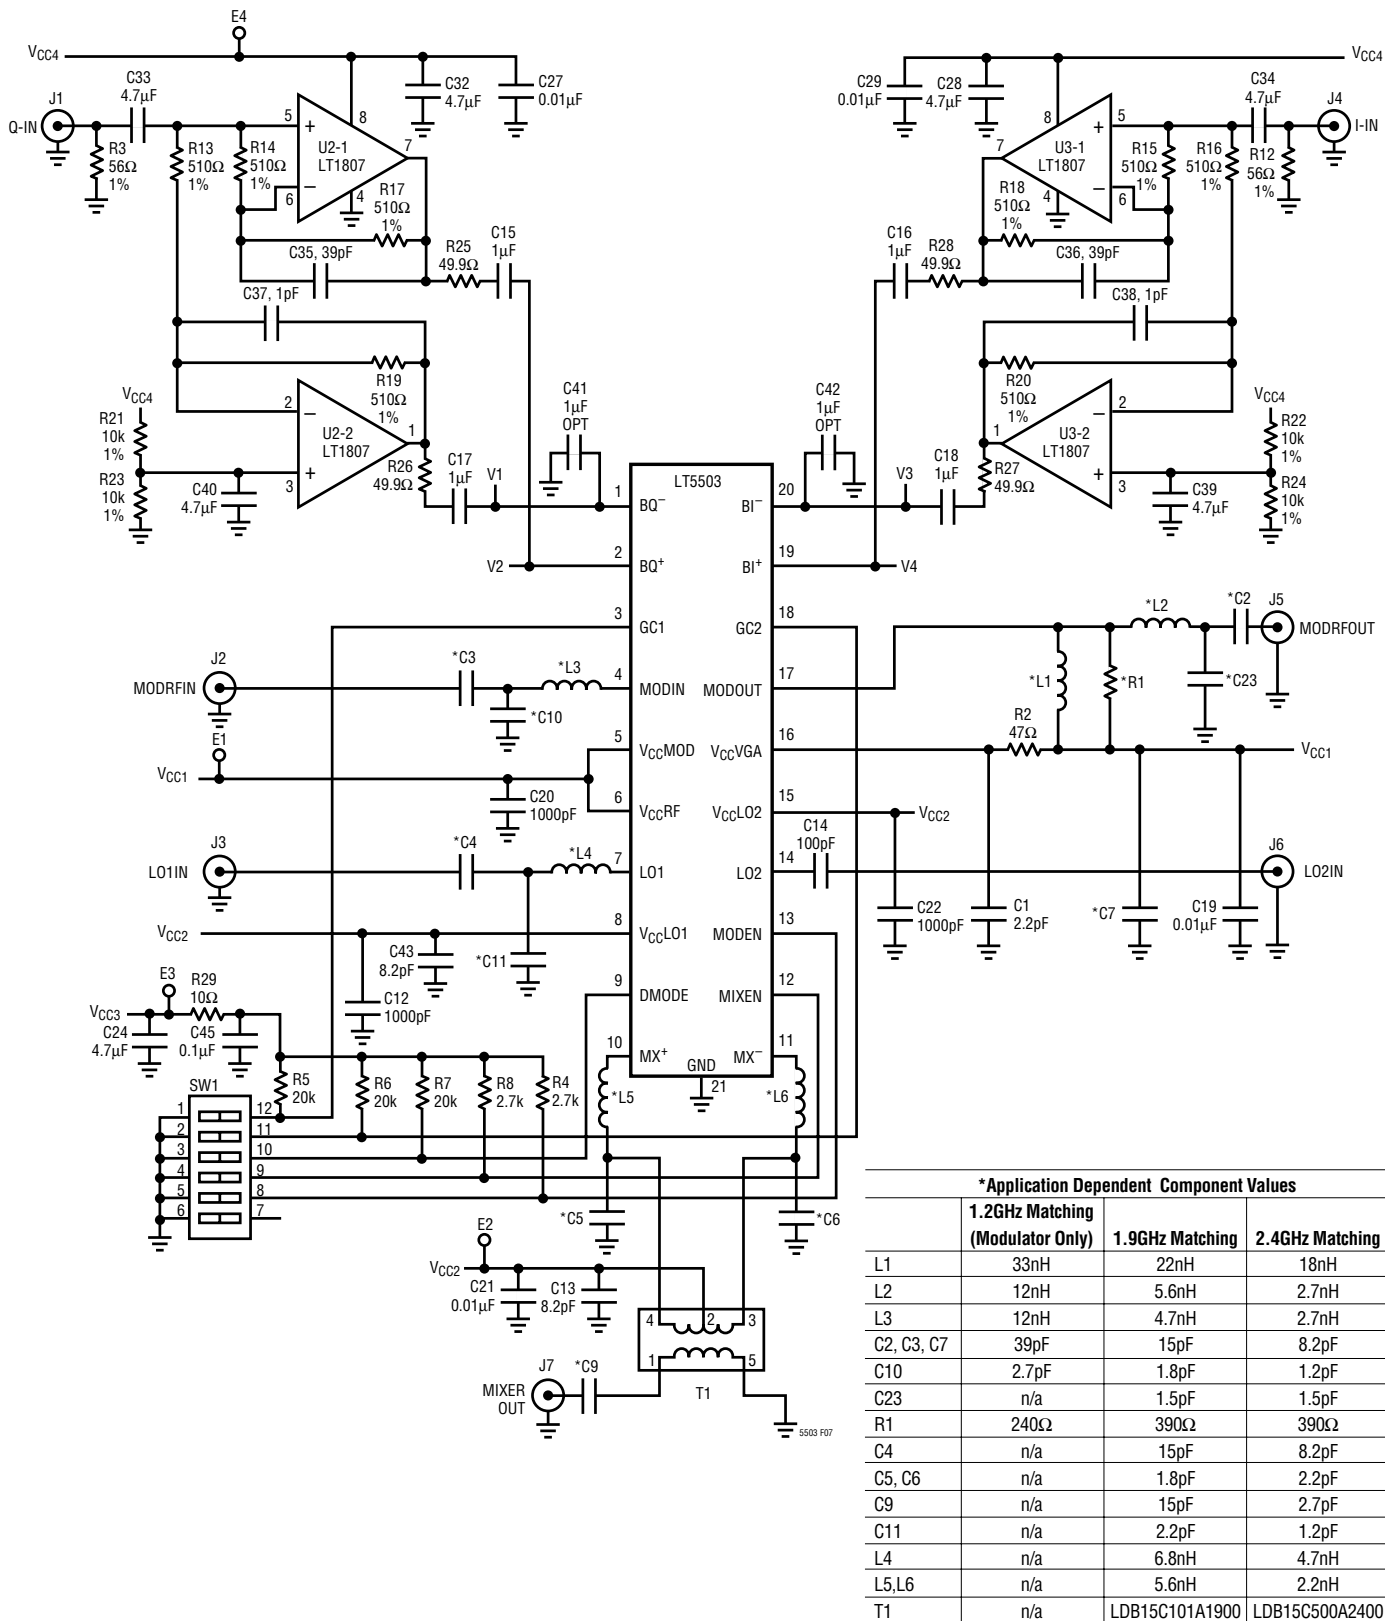 E4
VCC4
C33
4.7µF
J1
Q-IN
R3
56Ω
1%
R13
510Ω
1%
R14
510Ω
1%
5
+
8
U2-1
LT1807
7
−
6
4
C32
4.7µF
C27
0.01µF
R17
510Ω
1%
C35, 39pF
R25
49.9Ω
C15
1µF
C37, 1pF
R19
510Ω
1%
VCC4
R21
10k
1%
R23
10k
1%
C40
4.7µF
2
−
U2-2
LT1807
1
+
3
R26
49.9Ω
C17
1µF
V1
C41
1µF
OPT
V2
C29
0.01µF
C28
4.7µF
VCC4
C34
4.7µF
J4
I-IN
8
+
5
U3-1
LT1807
7
4
−
6
R15
510Ω
1%
R16
510Ω
1%
R12
56Ω
1%
R18
510Ω
1%
C16
1µF
R28
49.9Ω
C36, 39pF
C38, 1pF
R20
510Ω
1%
C42
1µF
OPT
V3
C18
1µF
R27
49.9Ω
1
U3-2
LT1807
−
2
+
3
VCC4
R22
10k
1%
R24
10k
1%
C39
4.7µF
V4
LT5503
1
BQ−
BI−
20
2
BQ+
BI+
19
3
GC1
GC2
18
4
MODIN
MODOUT
17
5
VCCMOD
VCCVGA
16
6
VCCRF
VCCLO2
15
7
LO1
LO2
14
8
VCCLO1
MODEN
13
9
DMODE
MIXEN
12
10
MX+
MX−
11
GND
21
J2
MODRFIN
*C3
*L3
*C10
E1
VCC1
C20
1000pF
J3
LO1IN
*C4
*L4
VCC2
C43
8.2pF
*C11
C12
1000pF
E3
R29
10Ω
VCC3
C24
4.7µF
C45
0.1µF
R5
20k
R6
20k
R7
20k
R8
2.7k
R4
2.7k
SW1
1
12
2
11
3
10
4
9
5
8
6
7
*L2
*C2
J5
MODRFOUT
*L1
*R1
*C23
R2
47Ω
VCC1
VCC2
C14
100pF
J6
LO2IN
C22
1000pF
C1
2.2pF
*C7
C19
0.01µF
*L5
*L6
*C5
*C6
E2
VCC2
C21
0.01µF
C13
8.2pF
4
2
3
1
5
T1
J7
*C9
MIXER
OUT
5503 F07
*Application Dependent Component Values
1.2GHz Matching
(Modulator Only) 1.9GHz Matching 2.4GHz Matching
L1 33nH 22nH 18nH
L2 12nH 5.6nH 2.7nH
L3 12nH 4.7nH 2.7nH
C2, C3, C7 39pF 15pF 8.2pF
C10 2.7pF 1.8pF 1.2pF
C23 n/a 1.5pF 1.5pF
R1 240Ω 390Ω 390Ω
C4 n/a 15pF 8.2pF
C5, C6 n/a 1.8pF 2.2pF
C9 n/a 15pF 2.7pF
C11 n/a 2.2pF 1.2pF
L4 n/a 6.8nH 4.7nH
L5,L6 n/a 5.6nH 2.2nH
T1 n/a LDB15C101A1900 LDB15C500A2400